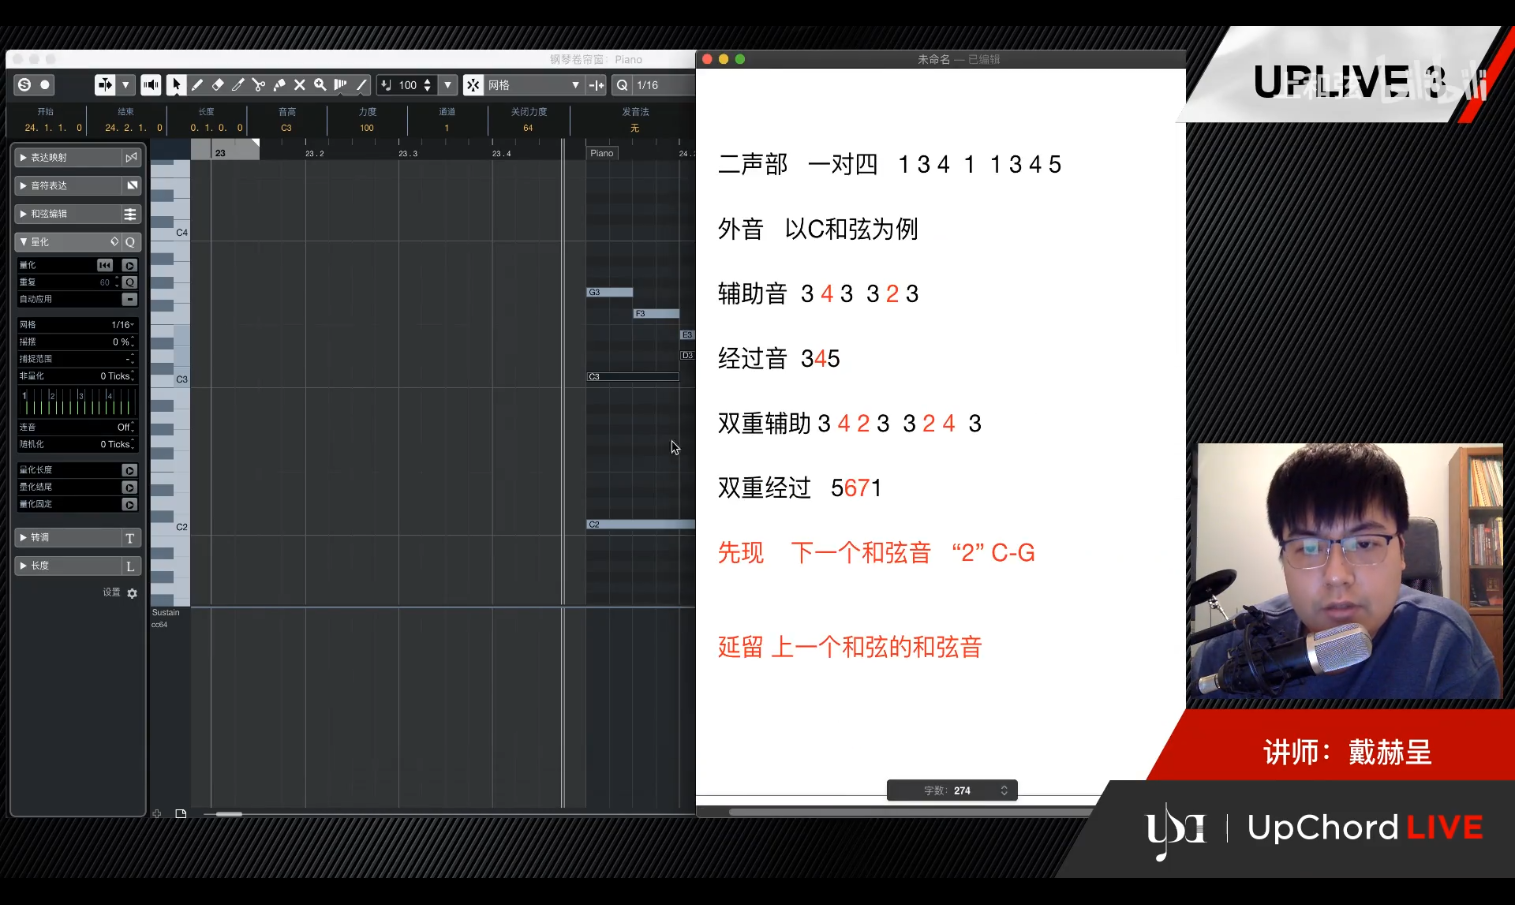 钢琴卷帘窗: Piano
100
网格
Q 1/16
开始
结束
长度
音高
力度
通道
关闭力度
发音法
24. 1. 1. 0
24. 2. 1. 0
0. 1. 0. 0
C3
100
1
64
无
23
23.2
23.3
23.4
Piano
表达映射
音符表达
和弦编辑
量化
Q
量化
重复
60
Q
自动应用
网格
1/16
摇摆
0 %
捕捉范围
-
非量化
0 Ticks
1 2 3 4
连音
Off
随机化
0 Ticks
量化长度
量化结尾
量化固定
转调
T
长度
L
设置
C4
C3
C2
G3
F3
E3
D3
C3
C2
Sustain
cc64
未命名 — 已编辑
二声部 一对四 1 3 4 1 1 3 4 5
外音 以C和弦为例
辅助音 3 4 3 3 2 3
经过音 345
双重辅助 3 4 2 3 3 2 4 3
双重经过 5671
先现 下一个和弦音 “2” C-G
延留 上一个和弦的和弦音
字数: 274
UPLIVE 3
上和弦
bilibili
讲师：戴赫呈
UpChord LIVE